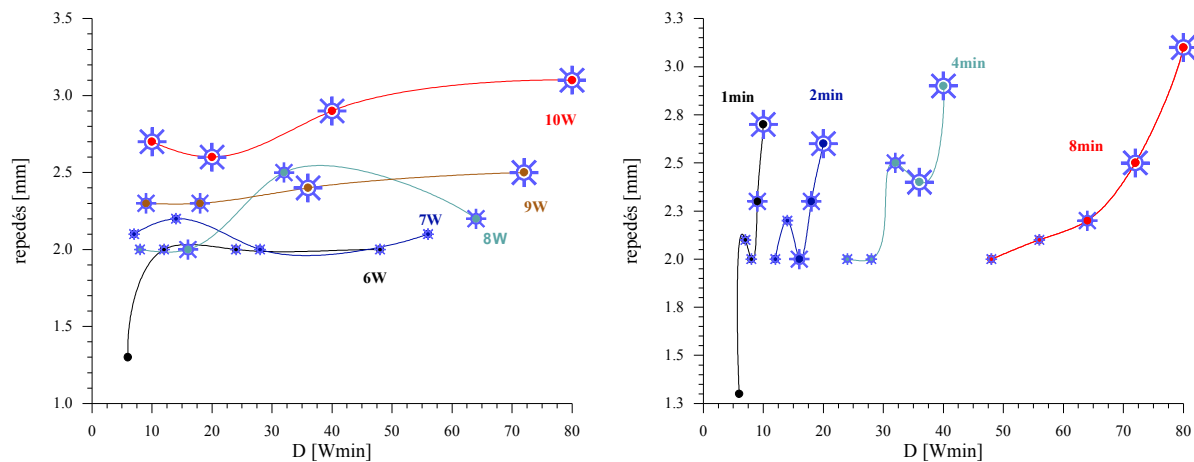 3.5
3.0
2.5
2.0
1.5
1.0
repedés [mm]
0 10 20 30 40 50 60 70 80
D [Wmin]
10W
9W
7W
8W
6W
3.3
3.0
2.8
2.5
2.3
2.0
1.8
1.5
1.3
repedés [mm]
0 10 20 30 40 50 60 70 80
D [Wmin]
4min
1min
2min
8min